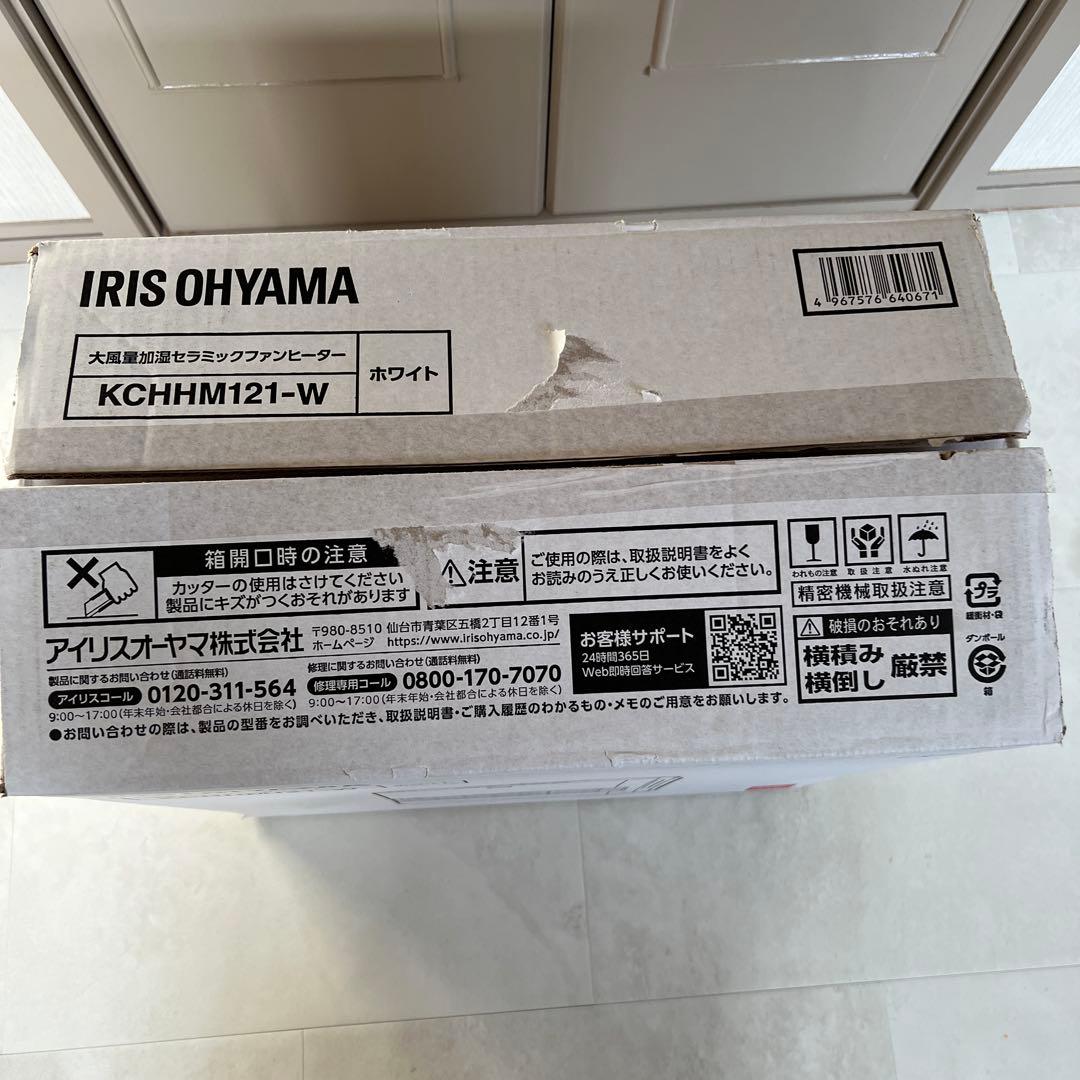 IRIS OHYAMA
大風量加湿セラミックファンヒーター
KCHHM121-W
ホワイト
4 967576 640671
箱開口時の注意
カッターの使用はさけてください
製品にキズがつくおそれがあります
注意
ご使用の際は、取扱説明書をよく
お読みのうえ正しくお使いください。
われもの注意 取扱注意 水ぬれ注意
精密機械取扱注意
破損のおそれあり
横積み
横倒し
厳禁
プラ
緩衝材・袋
ダンボール
箱
アイリスオーヤマ株式会社
〒980-8510 仙台市青葉区五橋2丁目12番1号
ホームページ https://www.irisohyama.co.jp/
製品に関するお問い合わせ(通話料無料)
アイリスコール 0120-311-564
9:00〜17:00(年末年始・会社都合による休日を除く)
修理に関するお問い合わせ(通話料無料)
修理専用コール 0800-170-7070
9:00〜17:00(年末年始・会社都合による休日を除く)
お客様サポート
24時間365日
Web即時回答サービス
●お問い合わせの際は、製品の型番をお調べいただき、取扱説明書・ご購入履歴のわかるもの・メモのご用意をお願いします。